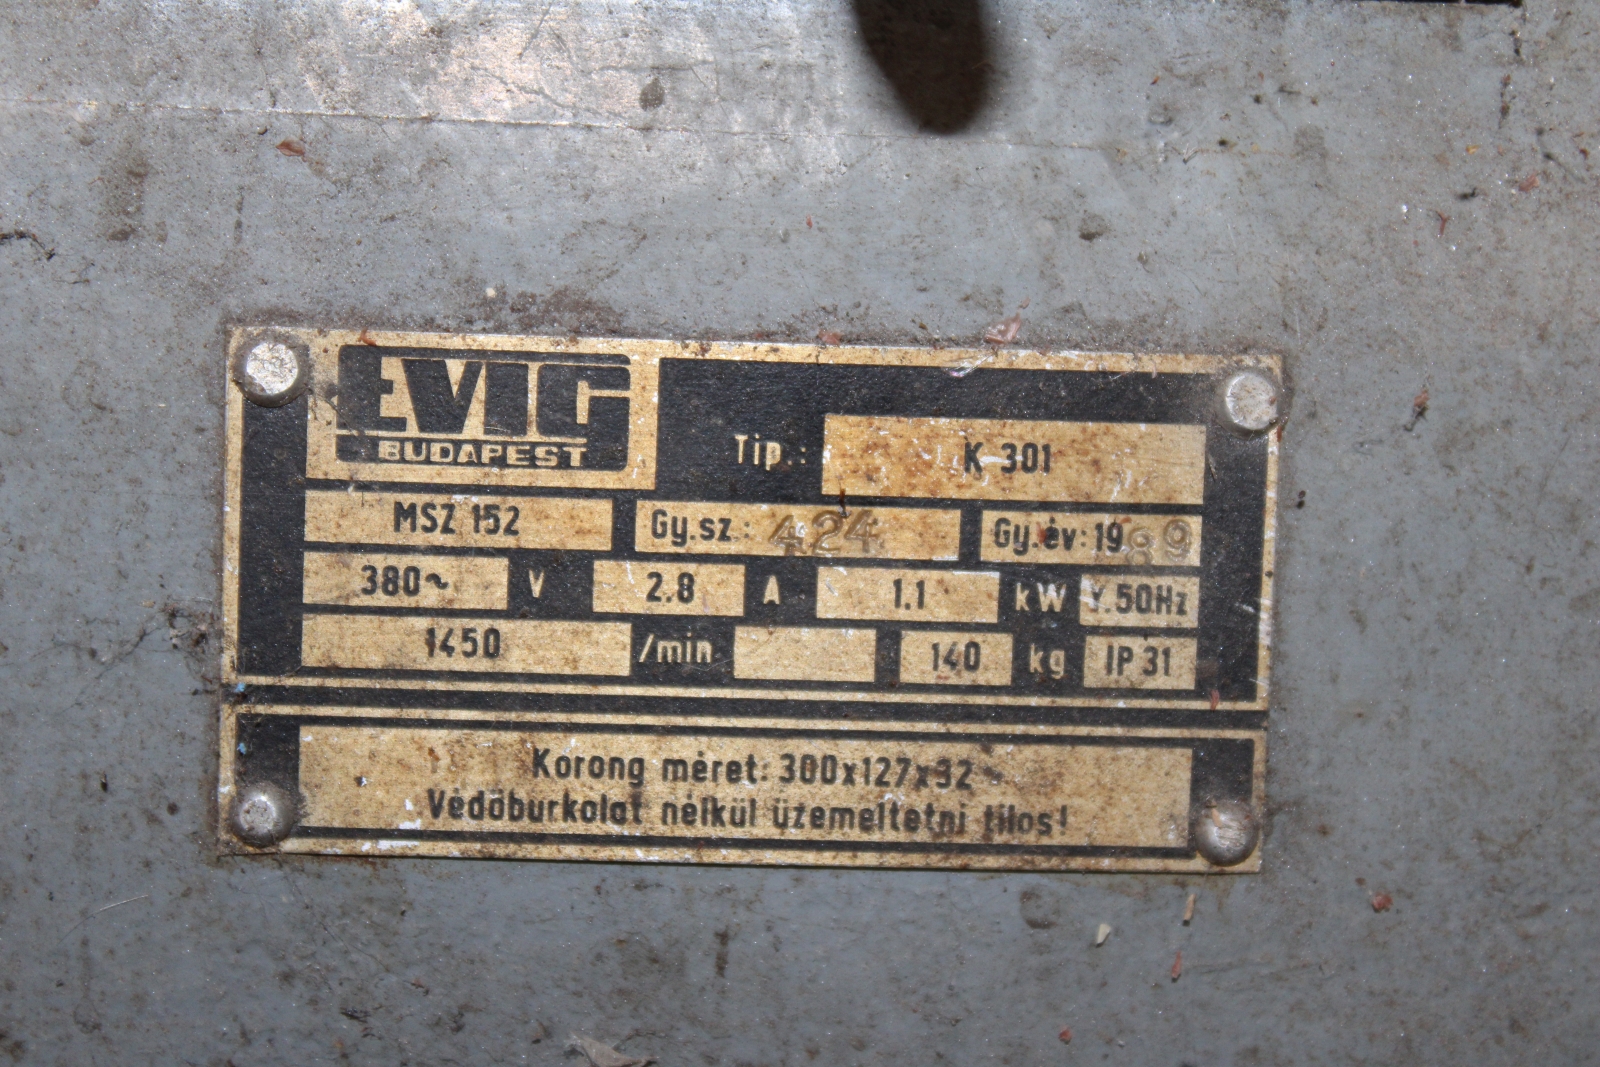 EVIG
BUDAPEST
Tip.: K 301
MSZ 152 Gy.sz.: 424 Gy.év: 1989
380~ V 2.8 A 1.1 kW Y.50Hz
1450 /min 140 kg IP 31
Korong méret: 300x127x32
Védőburkolat nélkül üzemeltetni tilos!